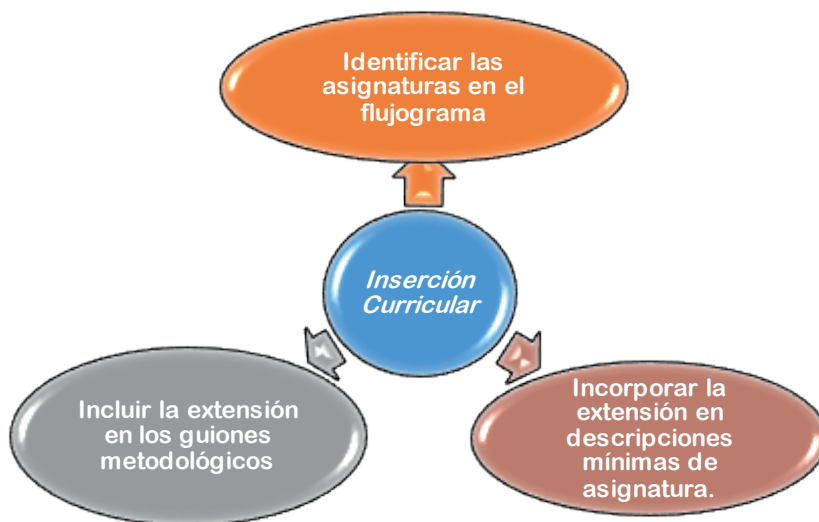 Identificar las
asignaturas en el
flujograma
Inserción
Curricular
Incluir la extensión
en los guiones
metodológicos
Incorporar la
extensión en
descripciones
mínimas de
asignatura.